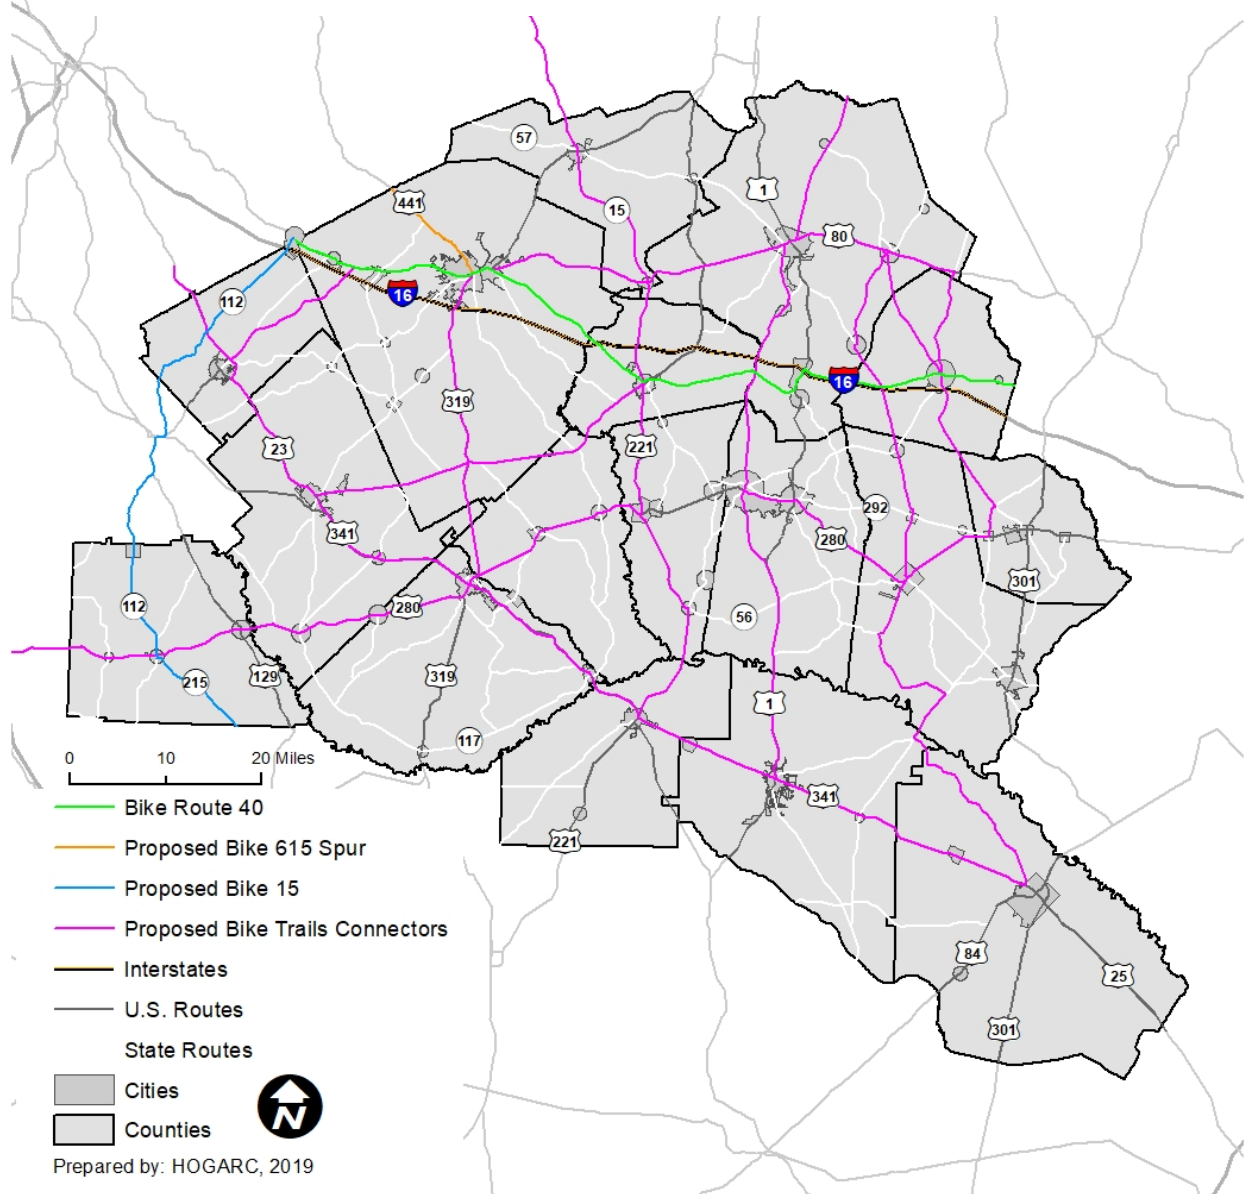 57
441
15
1
80
112
16
16
319
23
221
341
292
280
301
112
280
56
215
129
319
1
117
0 10 20 Miles
341
221
Bike Route 40
Proposed Bike 615 Spur
Proposed Bike 15
Proposed Bike Trails Connectors
Interstates
U.S. Routes
State Routes
Cities
Counties
N
Prepared by: HOGARC, 2019
84
25
301